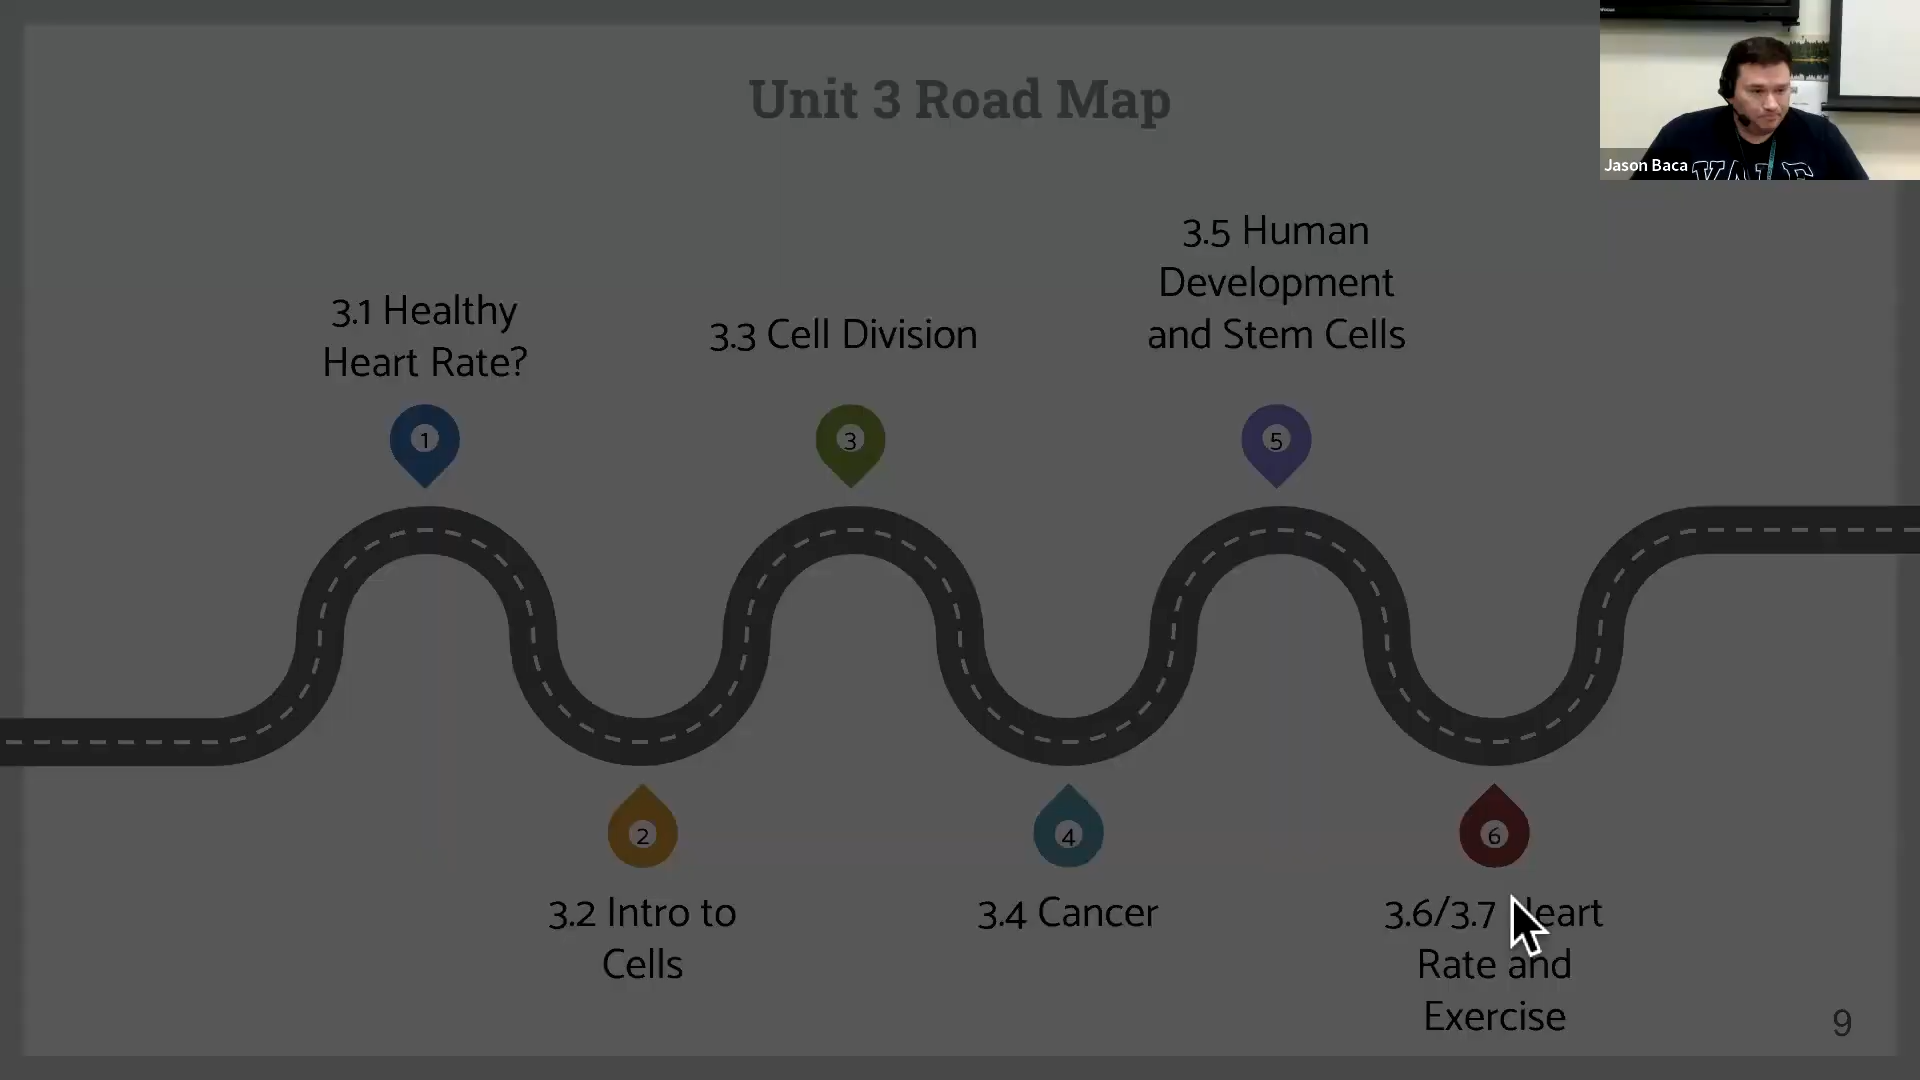 Unit 3 Road Map
Jason Baca
YALE
3.1 Healthy
Heart Rate?
3.3 Cell Division
3.5 Human
Development
and Stem Cells
1
3
5
2
4
6
3.2 Intro to
Cells
3.4 Cancer
3.6/3.7 Heart
Rate and
Exercise
9